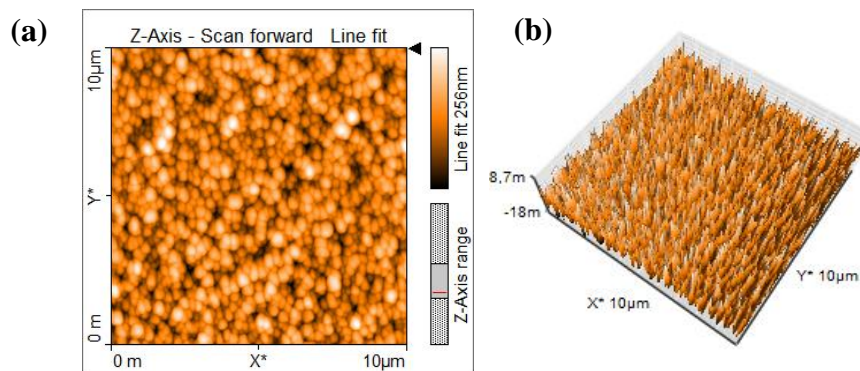 (a)
Z-Axis - Scan forward Line fit
10µm
Y*
0 m
0 m
X*
10µm
Line fit 256nm
Z-Axis range
(b)
8,7m
-18m
X* 10µm
Y* 10µm